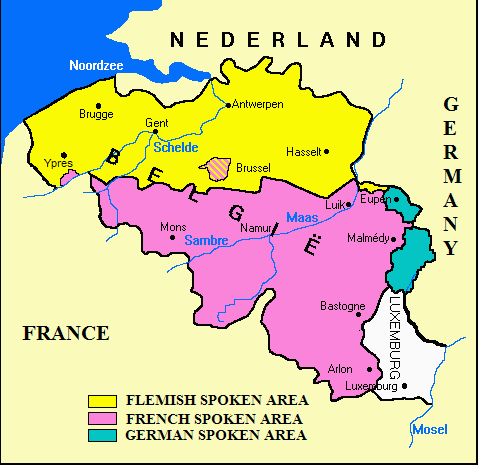 NEDERLAND
Noordzee
GERMANY
Brugge
Antwerpen
Gent
Schelde
Ypres
Brussel
Hasselt
BELGIË
Luik
Eupen
Maas
Mons
Namur
Sambre
Malmédy
Bastogne
LUXEMBURG
FRANCE
Arlon
Luxemburg
FLEMISH SPOKEN AREA
FRENCH SPOKEN AREA
GERMAN SPOKEN AREA
Mosel